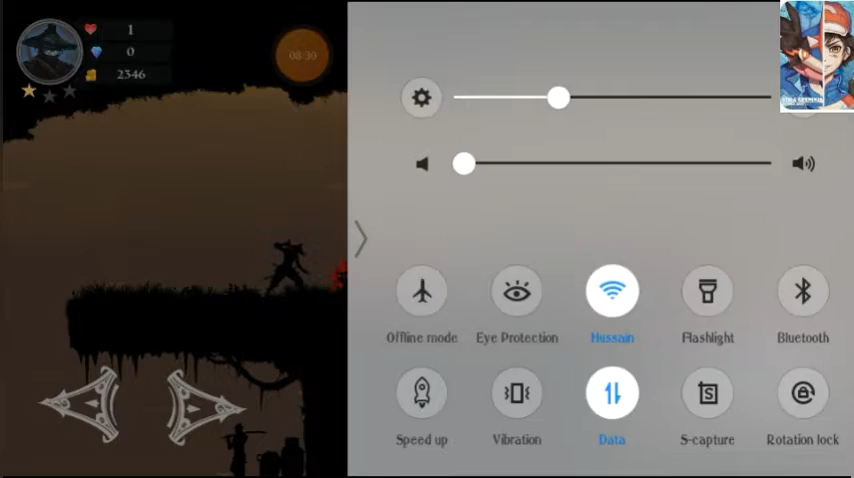 1
0
2346
08:30
Offline mode
Eye Protection
Hussain
Flashlight
Bluetooth
Speed up
Vibration
Data
S-capture
Rotation lock